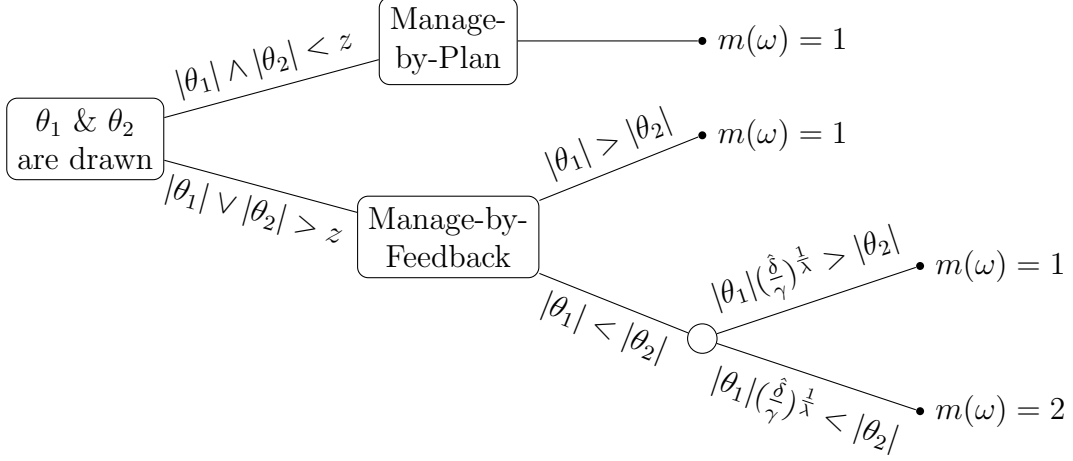 θ₁ & θ₂
are drawn
|θ₁| ∧ |θ₂| < z
Manage-
by-Plan
m(ω) = 1
|θ₁| ∨ |θ₂| > z
Manage-by-
Feedback
|θ₁| > |θ₂|
m(ω) = 1
|θ₁| < |θ₂|
|θ₁|(δ̂/γ)^{1/λ} > |θ₂|
m(ω) = 1
|θ₁|(δ̂/γ)^{1/λ} < |θ₂|
m(ω) = 2